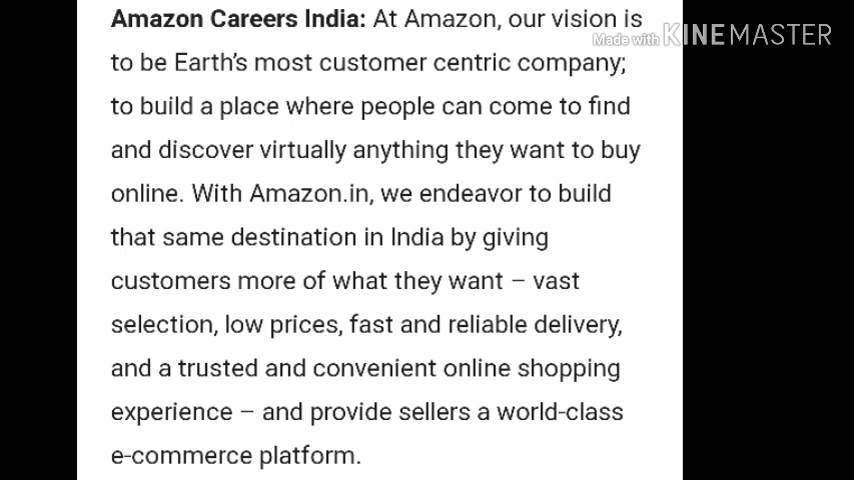 Amazon Careers India: At Amazon, our vision is
Made with KINEMASTER
to be Earth's most customer centric company;
to build a place where people can come to find
and discover virtually anything they want to buy
online. With Amazon.in, we endeavor to build
that same destination in India by giving
customers more of what they want – vast
selection, low prices, fast and reliable delivery,
and a trusted and convenient online shopping
experience – and provide sellers a world-class
e-commerce platform.